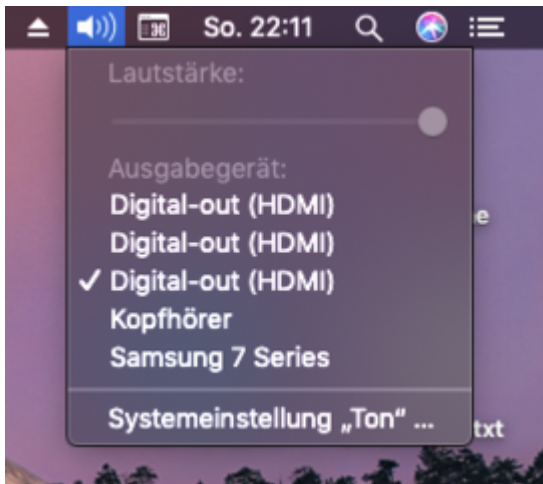 So. 22:11
Lautstärke:
Ausgabegerät:
Digital-out (HDMI)
Digital-out (HDMI)
✓ Digital-out (HDMI)
Kopfhörer
Samsung 7 Series
Systemeinstellung „Ton“ ...
e
txt